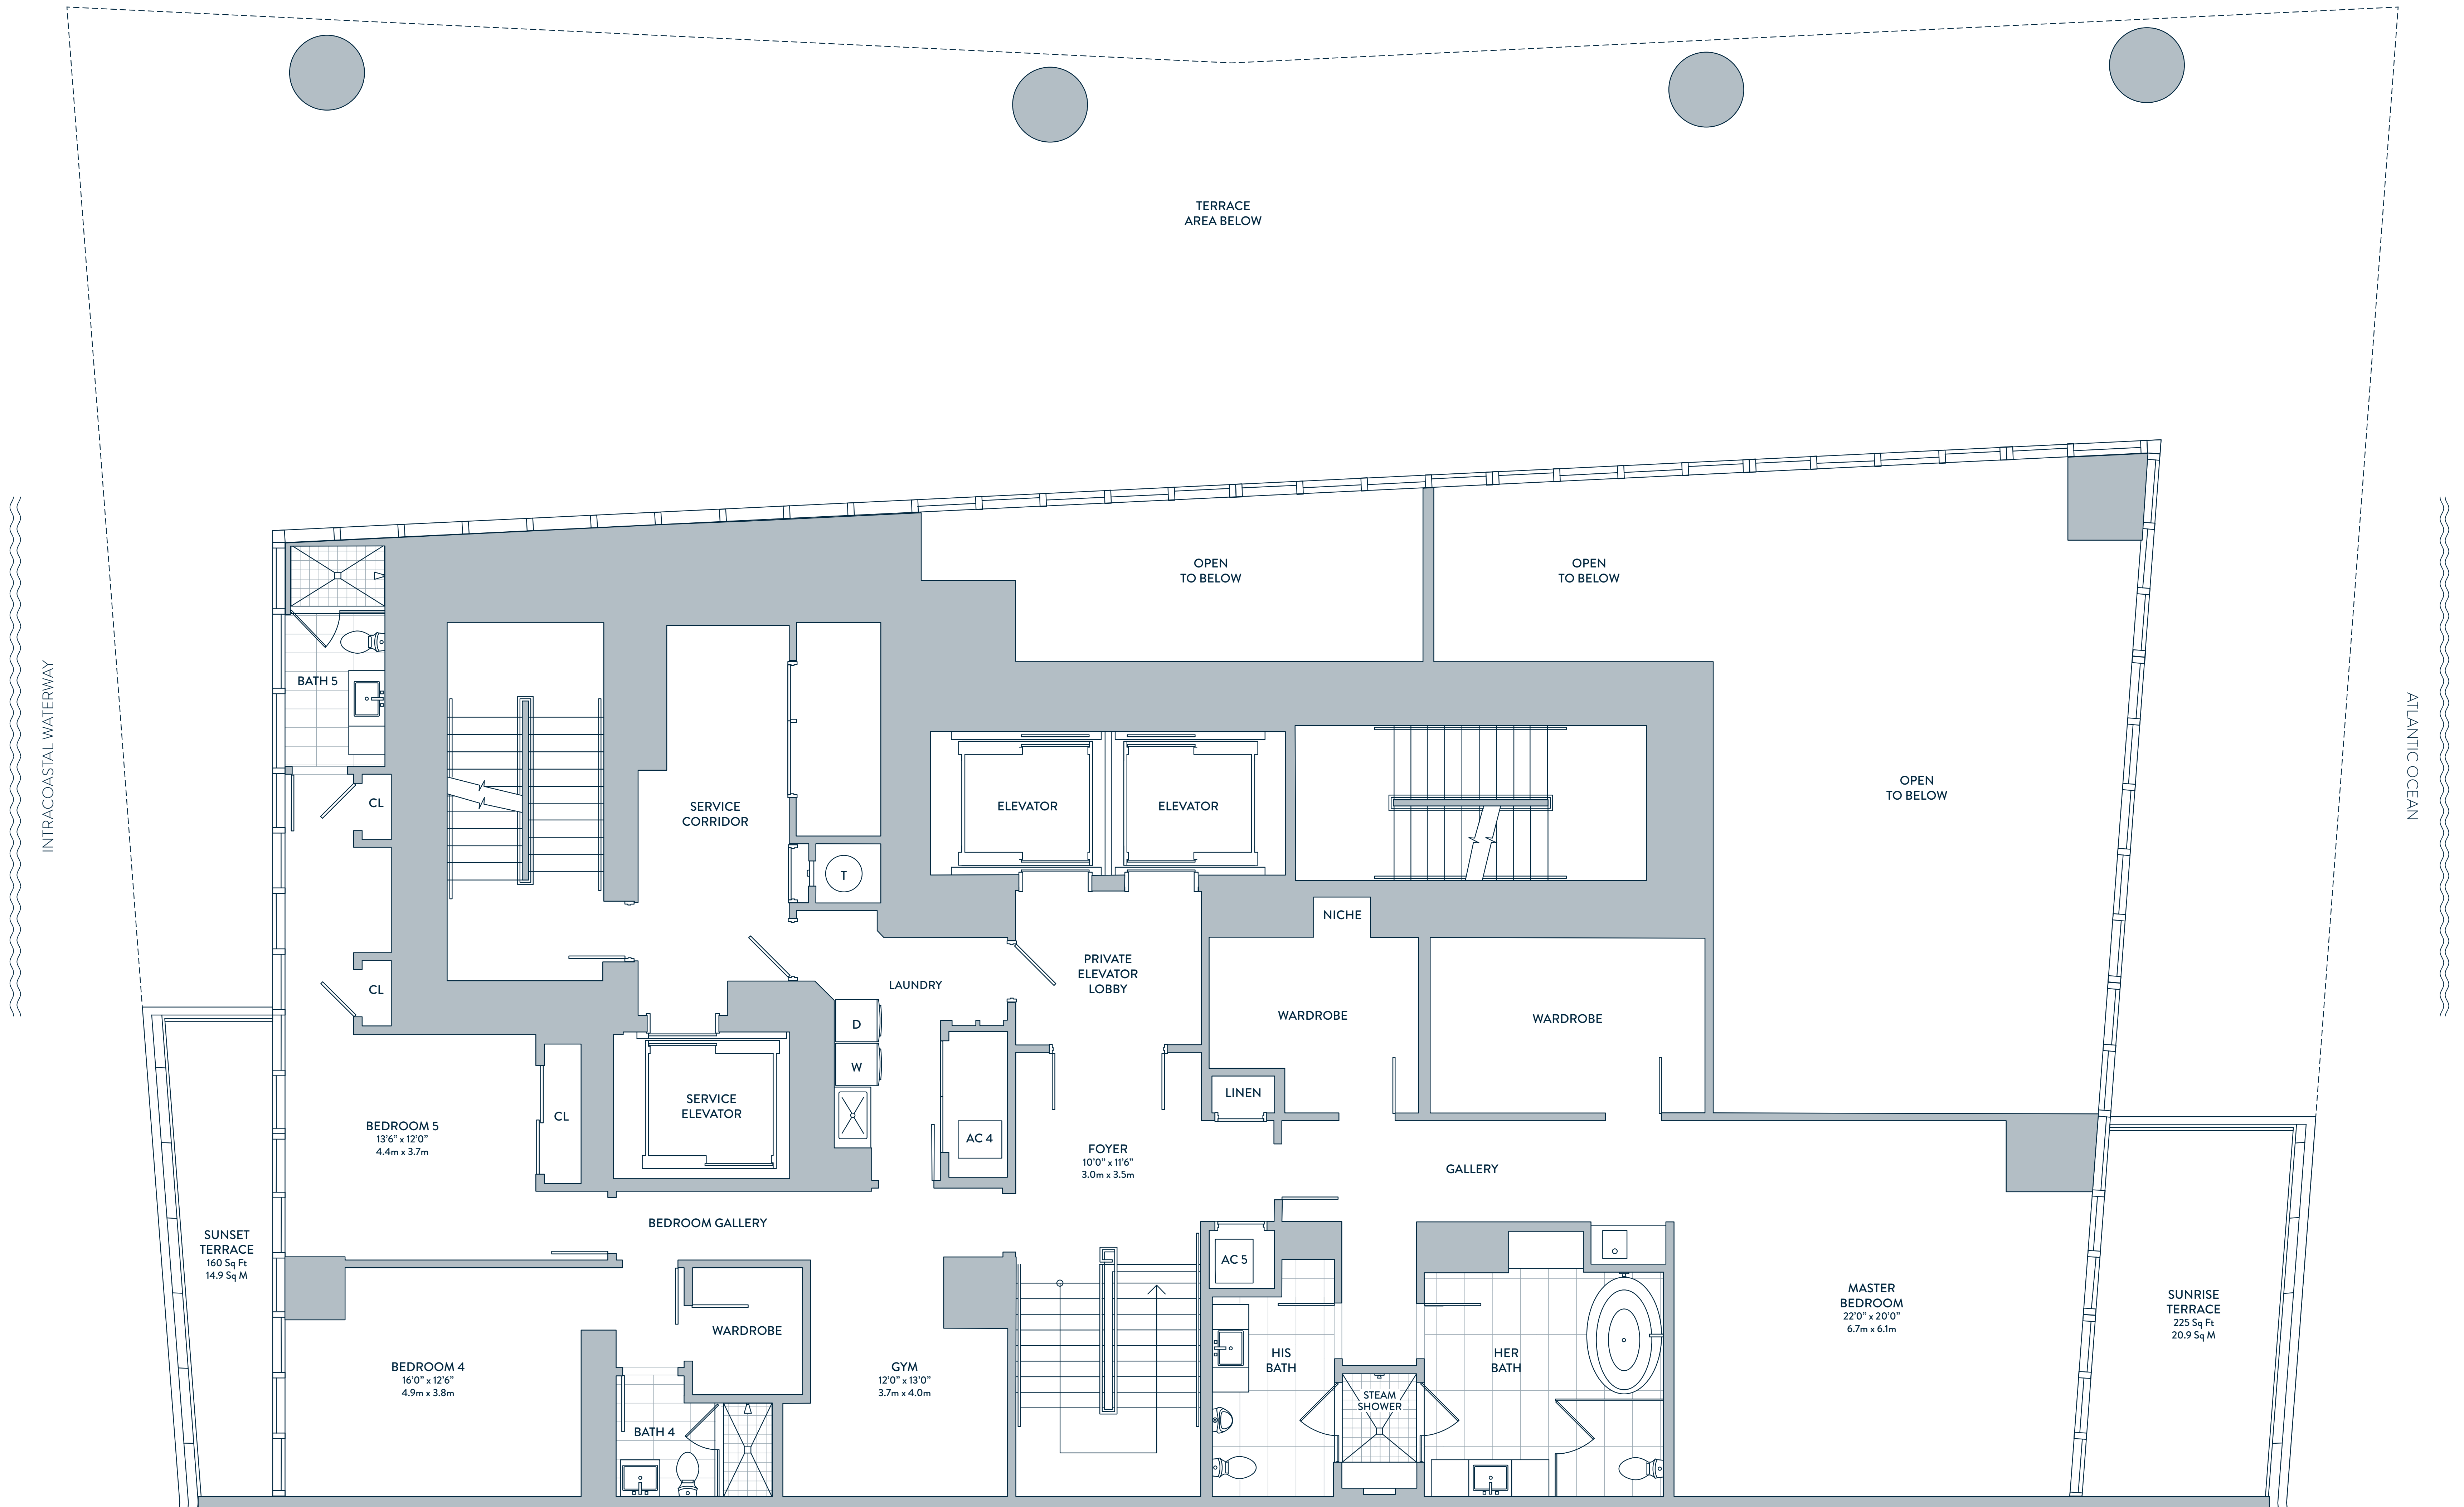 TERRACE
AREA BELOW
OPEN
TO BELOW
OPEN
TO BELOW
INTRACOASTAL WATERWAY
ATLANTIC OCEAN
BATH 5
CL
SERVICE
CORRIDOR
ELEVATOR
ELEVATOR
OPEN
TO BELOW
T
NICHE
CL
LAUNDRY
PRIVATE
ELEVATOR
LOBBY
WARDROBE
WARDROBE
D
W
LINEN
BEDROOM 5
13'6" x 12'0"
4.4m x 3.7m
CL
SERVICE
ELEVATOR
AC 4
FOYER
10'0" x 11'6"
3.0m x 3.5m
GALLERY
BEDROOM GALLERY
SUNSET
TERRACE
160 Sq Ft
14.9 Sq M
AC 5
MASTER
BEDROOM
22'0" x 20'0"
6.7m x 6.1m
SUNRISE
TERRACE
225 Sq Ft
20.9 Sq M
WARDROBE
BEDROOM 4
16'0" x 12'6"
4.9m x 3.8m
GYM
12'0" x 13'0"
3.7m x 4.0m
HIS
BATH
HER
BATH
STEAM
SHOWER
BATH 4